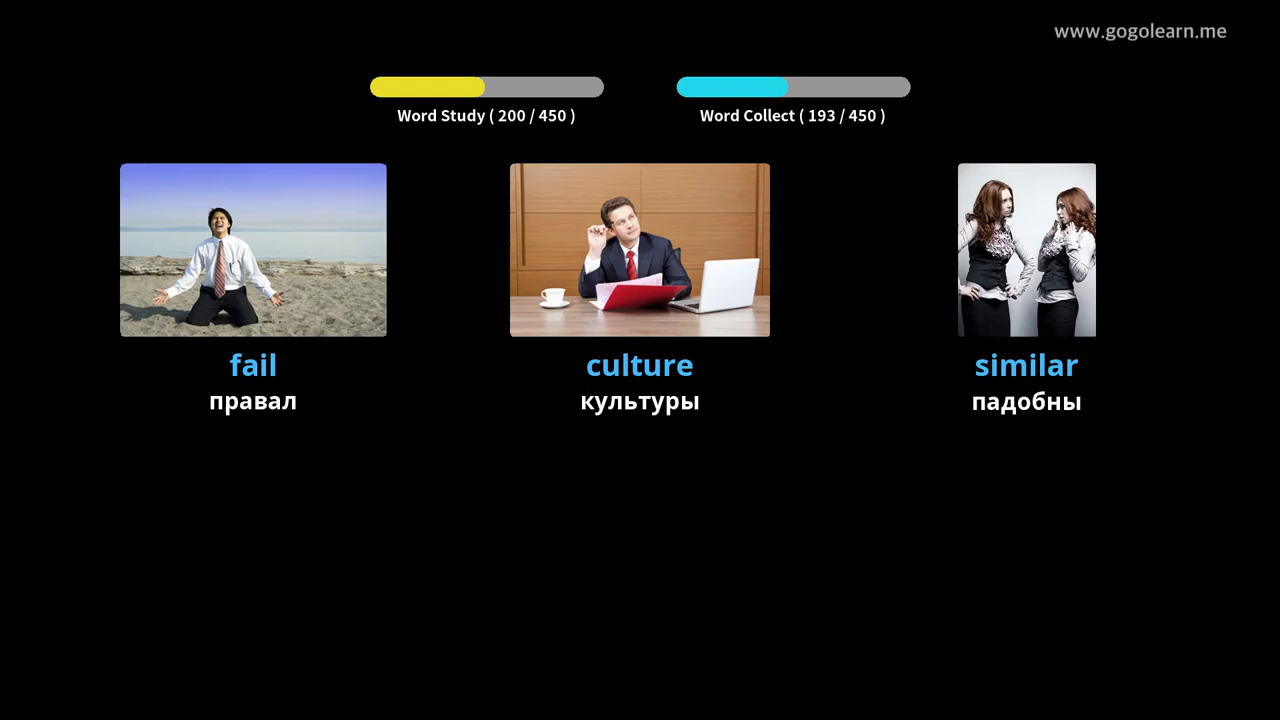 www.gogolearn.me
Word Study ( 200 / 450 )
Word Collect ( 193 / 450 )
fail
culture
similar
правал
культуры
падобны